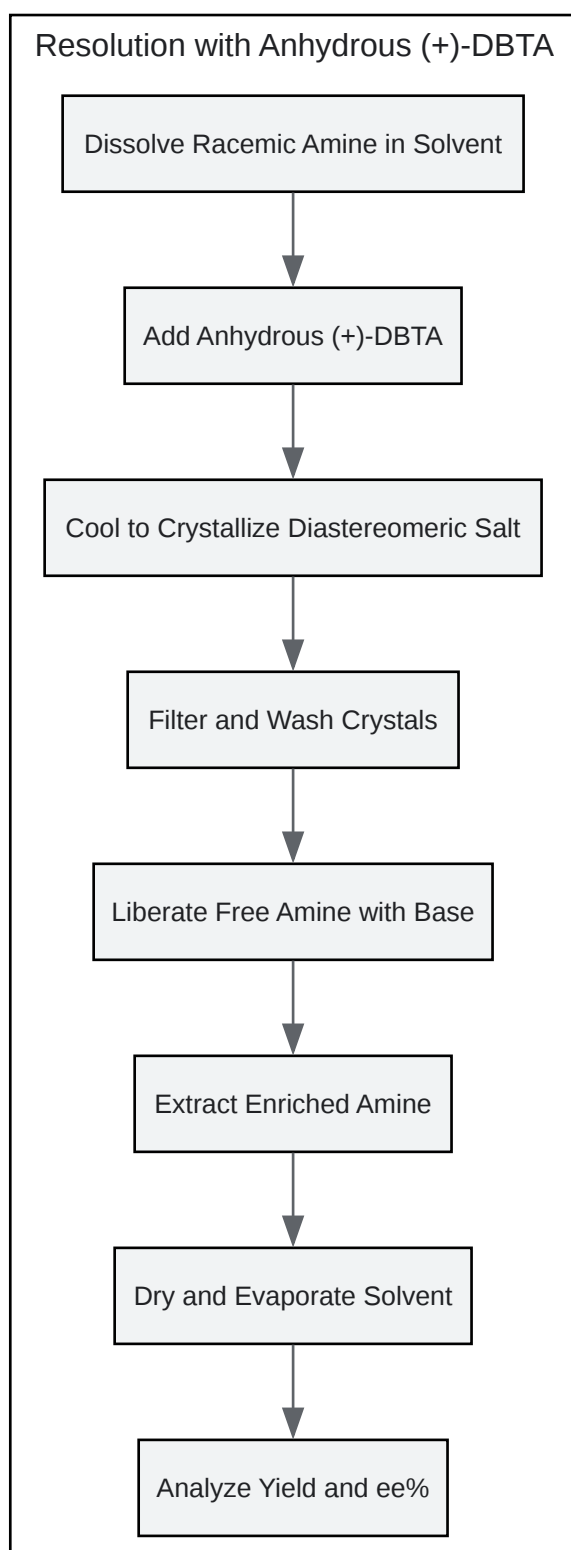 Resolution with Anhydrous (+)-DBTA
Dissolve Racemic Amine in Solvent
Add Anhydrous (+)-DBTA
Cool to Crystallize Diastereomeric Salt
Filter and Wash Crystals
Liberate Free Amine with Base
Extract Enriched Amine
Dry and Evaporate Solvent
Analyze Yield and ee%